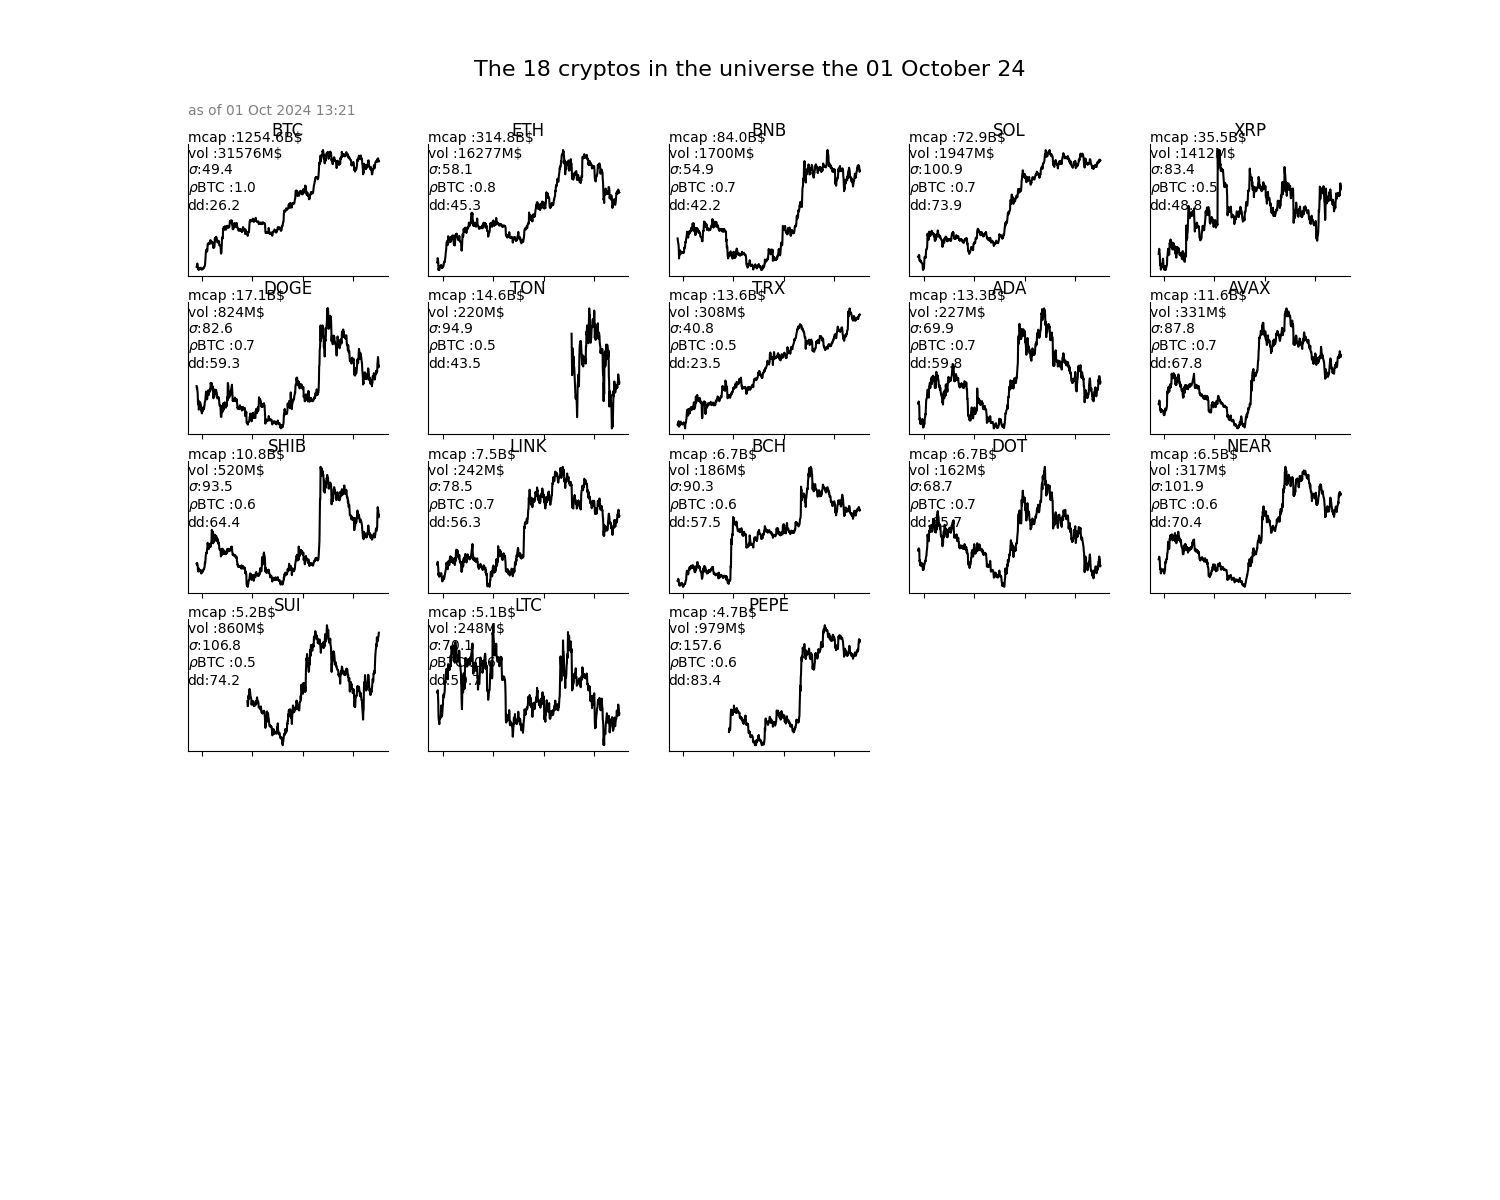 The 18 cryptos in the universe the 01 October 24
as of 01 Oct 2024 13:21
BTC
mcap :1254.6B$
vol :31576M$
σ:49.4
ρBTC :1.0
dd:26.2
ETH
mcap :314.8B$
vol :16277M$
σ:58.1
ρBTC :0.8
dd:45.3
BNB
mcap :84.0B$
vol :1700M$
σ:54.9
ρBTC :0.7
dd:42.2
SOL
mcap :72.9B$
vol :1947M$
σ:100.9
ρBTC :0.7
dd:73.9
XRP
mcap :35.5B$
vol :1412M$
σ:83.4
ρBTC :0.5
dd:48.8
DOGE
mcap :17.1B$
vol :824M$
σ:82.6
ρBTC :0.7
dd:59.3
TON
mcap :14.6B$
vol :220M$
σ:94.9
ρBTC :0.5
dd:43.5
TRX
mcap :13.6B$
vol :308M$
σ:40.8
ρBTC :0.5
dd:23.5
ADA
mcap :13.3B$
vol :227M$
σ:69.9
ρBTC :0.7
dd:59.8
AVAX
mcap :11.6B$
vol :331M$
σ:87.8
ρBTC :0.7
dd:67.8
SHIB
mcap :10.8B$
vol :520M$
σ:93.5
ρBTC :0.6
dd:64.4
LINK
mcap :7.5B$
vol :242M$
σ:78.5
ρBTC :0.7
dd:56.3
BCH
mcap :6.7B$
vol :186M$
σ:90.3
ρBTC :0.6
dd:57.5
DOT
mcap :6.7B$
vol :162M$
σ:68.7
ρBTC :0.7
NEAR
mcap :6.5B$
vol :317M$
σ:101.9
ρBTC :0.6
dd:70.4
SUI
mcap :5.2B$
vol :860M$
σ:106.8
ρBTC :0.5
dd:74.2
LTC
mcap :5.1B$
vol :248M$
PEPE
mcap :4.7B$
vol :979M$
σ:157.6
ρBTC :0.6
dd:83.4